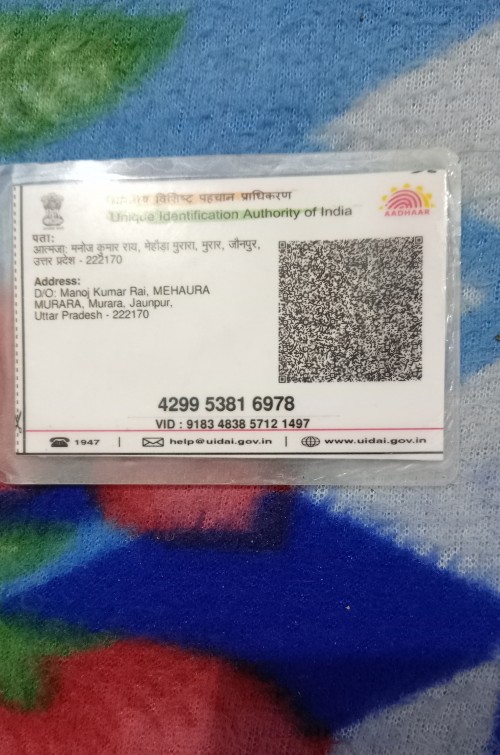 विशिष्ट पहचान प्राधिकरण
Unique Identification Authority of India
AADHAAR
पता:
आत्मजा: मनोज कुमार राय, मेहौडा मुरारा, मुरार, जौनपुर,
उत्तर प्रदेश - 222170
Address:
D/O: Manoj Kumar Rai, MEHAURA
MURARA, Murara, Jaunpur,
Uttar Pradesh - 222170
4299 5381 6978
VID : 9183 4838 5712 1497
1947 | help@uidai.gov.in | www.uidai.gov.in